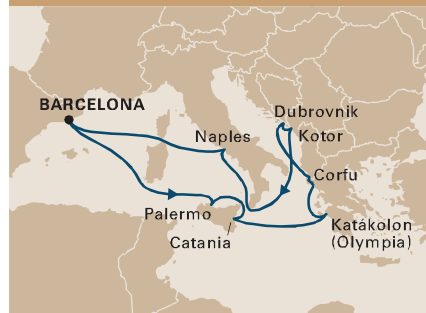 BARCELONA
Dubrovnik
Kotor
Naples
Corfu
Palermo
Catania
Katákolon
(Olympia)